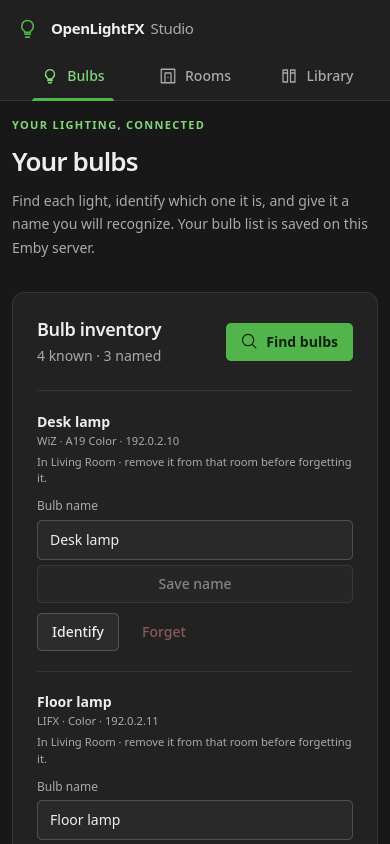 OpenLightFX Studio
Bulbs Rooms Library
YOUR LIGHTING, CONNECTED
Your bulbs
Find each light, identify which one it is, and give it a
name you will recognize. Your bulb list is saved on this
Emby server.
Bulb inventory
4 known · 3 named
Find bulbs
Desk lamp
WiZ · A19 Color · 192.0.2.10
In Living Room · remove it from that room before forgetting
it.
Bulb name
Desk lamp
Save name
Identify Forget
Floor lamp
LIFX · Color · 192.0.2.11
In Living Room · remove it from that room before forgetting
it.
Bulb name
Floor lamp